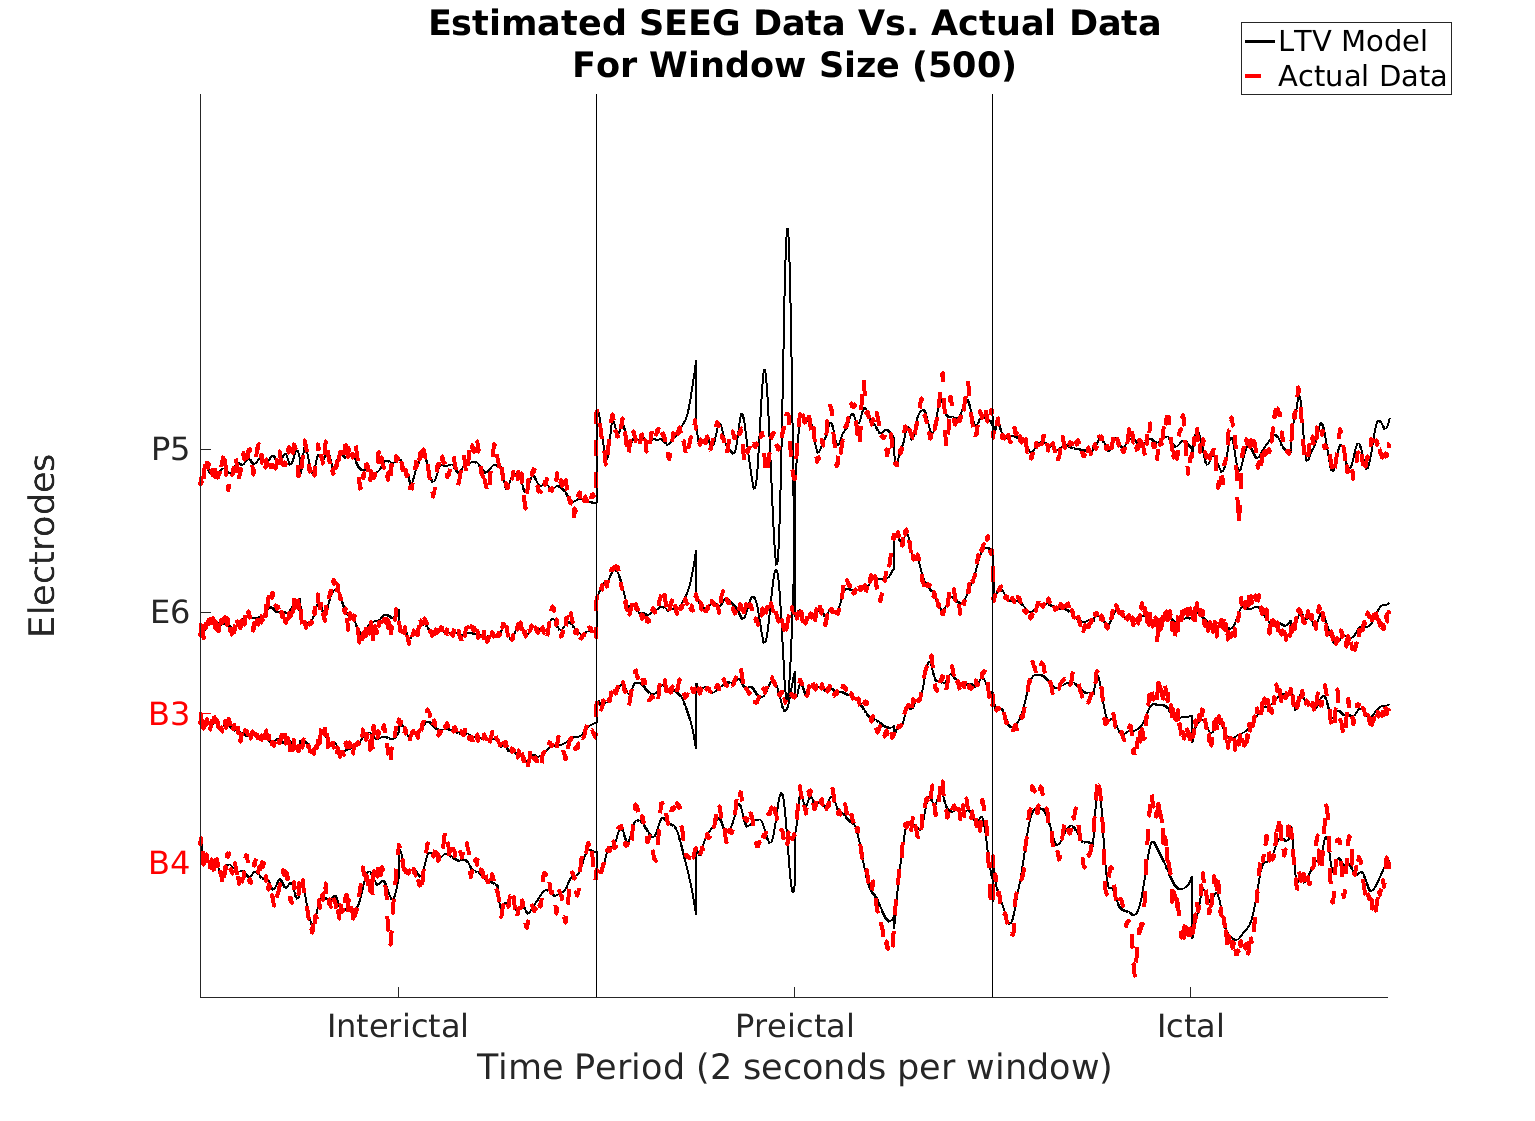 Estimated SEEG Data Vs. Actual Data
For Window Size (500)
LTV Model
Actual Data
Electrodes
P5
E6
B3
B4
Interictal
Preictal
Ictal
Time Period (2 seconds per window)